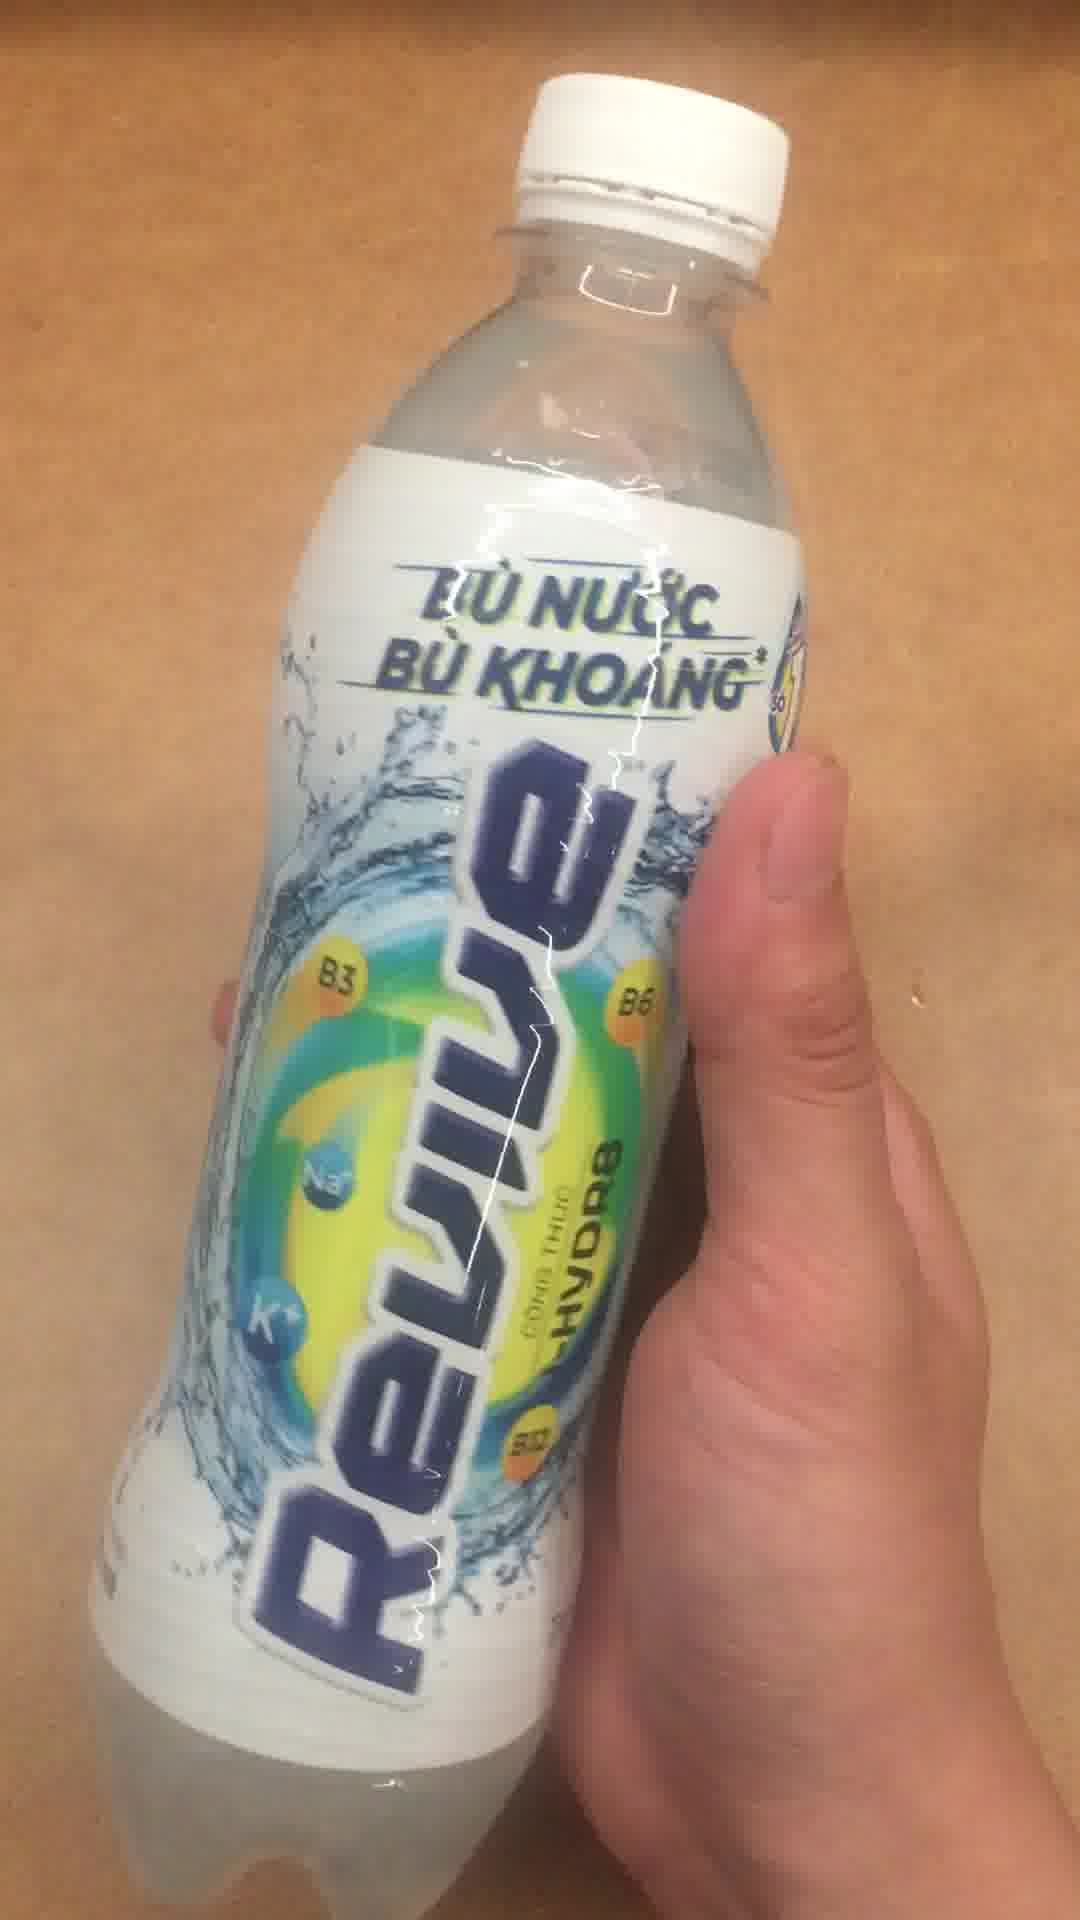 BÙ NƯỚC
BÙ KHOÁNG*
Revive
B3
B6
Na+
CÔNG THỨC
HYDR8
K+
B12